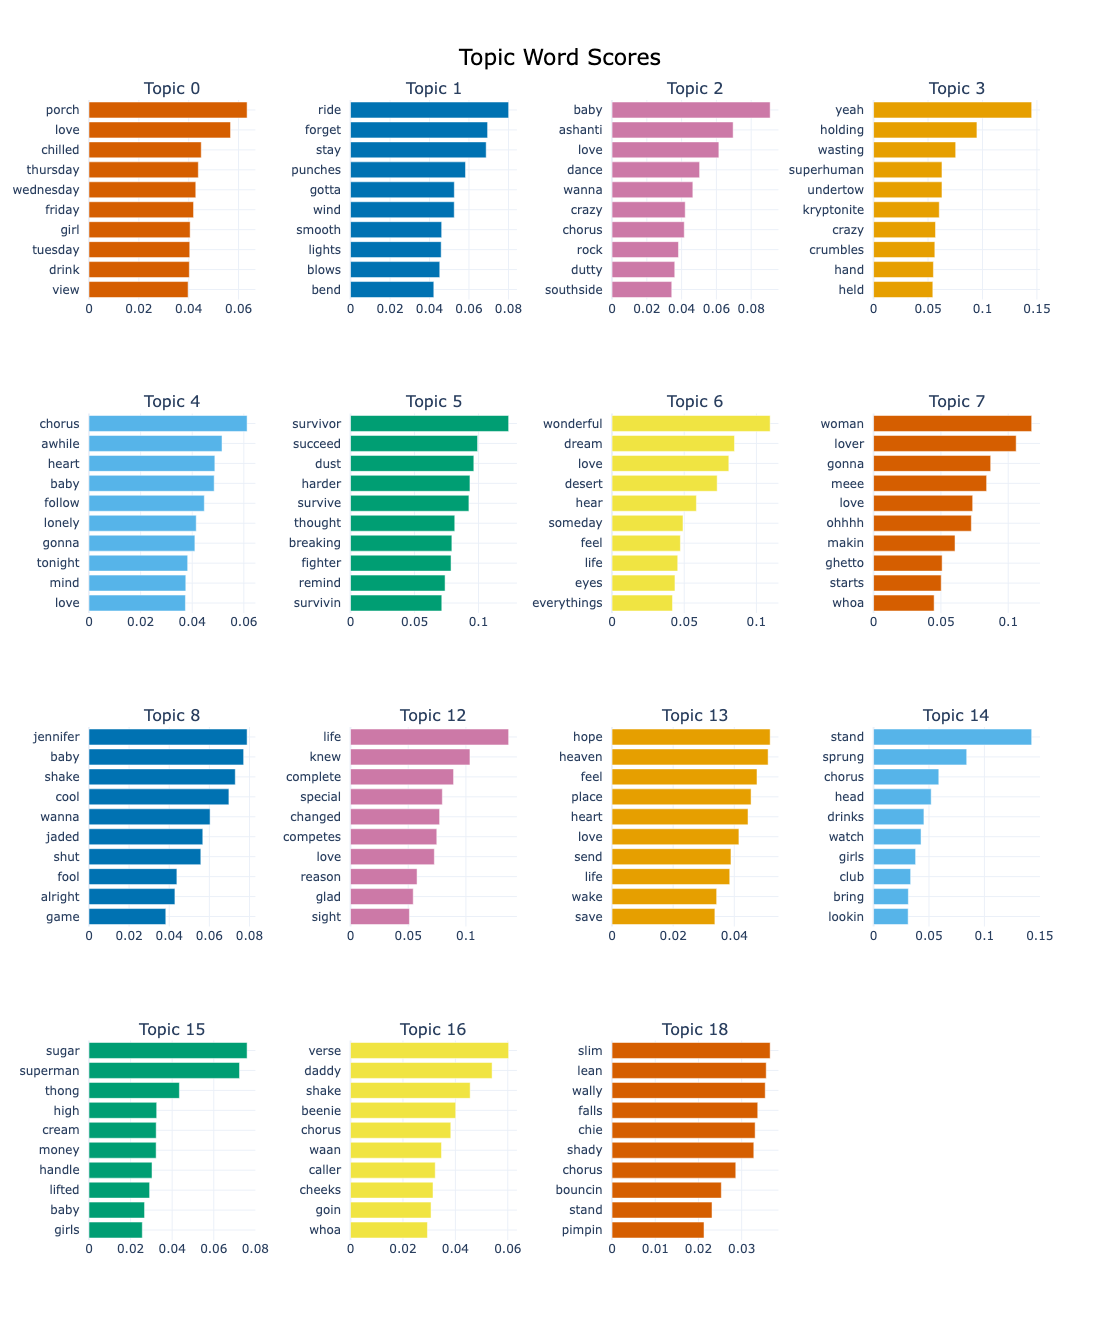 Topic Word Scores
Topic 0
porch
love
chilled
thursday
wednesday
friday
girl
tuesday
drink
view
0 0.02 0.04 0.06
Topic 1
ride
forget
stay
punches
gotta
wind
smooth
lights
blows
bend
0 0.02 0.04 0.06 0.08
Topic 2
baby
ashanti
love
dance
wanna
crazy
chorus
rock
dutty
southside
0 0.02 0.04 0.06 0.08
Topic 3
yeah
holding
wasting
superhuman
undertow
kryptonite
crazy
crumbles
hand
held
0 0.05 0.1 0.15
Topic 4
chorus
awhile
heart
baby
follow
lonely
gonna
tonight
mind
love
0 0.02 0.04 0.06
Topic 5
survivor
succeed
dust
harder
survive
thought
breaking
fighter
remind
survivin
0 0.05 0.1
Topic 6
wonderful
dream
love
desert
hear
someday
feel
life
eyes
everythings
0 0.05 0.1
Topic 7
woman
lover
gonna
meee
love
ohhhh
makin
ghetto
starts
whoa
0 0.05 0.1
Topic 8
jennifer
baby
shake
cool
wanna
jaded
shut
fool
alright
game
0 0.02 0.04 0.06 0.08
Topic 12
life
knew
complete
special
changed
competes
love
reason
glad
sight
0 0.05 0.1
Topic 13
hope
heaven
feel
place
heart
love
send
life
wake
save
0 0.02 0.04
Topic 14
stand
sprung
chorus
head
drinks
watch
girls
club
bring
lookin
0 0.05 0.1 0.15
Topic 15
sugar
superman
thong
high
cream
money
handle
lifted
baby
girls
0 0.02 0.04 0.06 0.08
Topic 16
verse
daddy
shake
beenie
chorus
waan
caller
cheeks
goin
whoa
0 0.02 0.04 0.06
Topic 18
slim
lean
wally
falls
chie
shady
chorus
bouncin
stand
pimpin
0 0.01 0.02 0.03